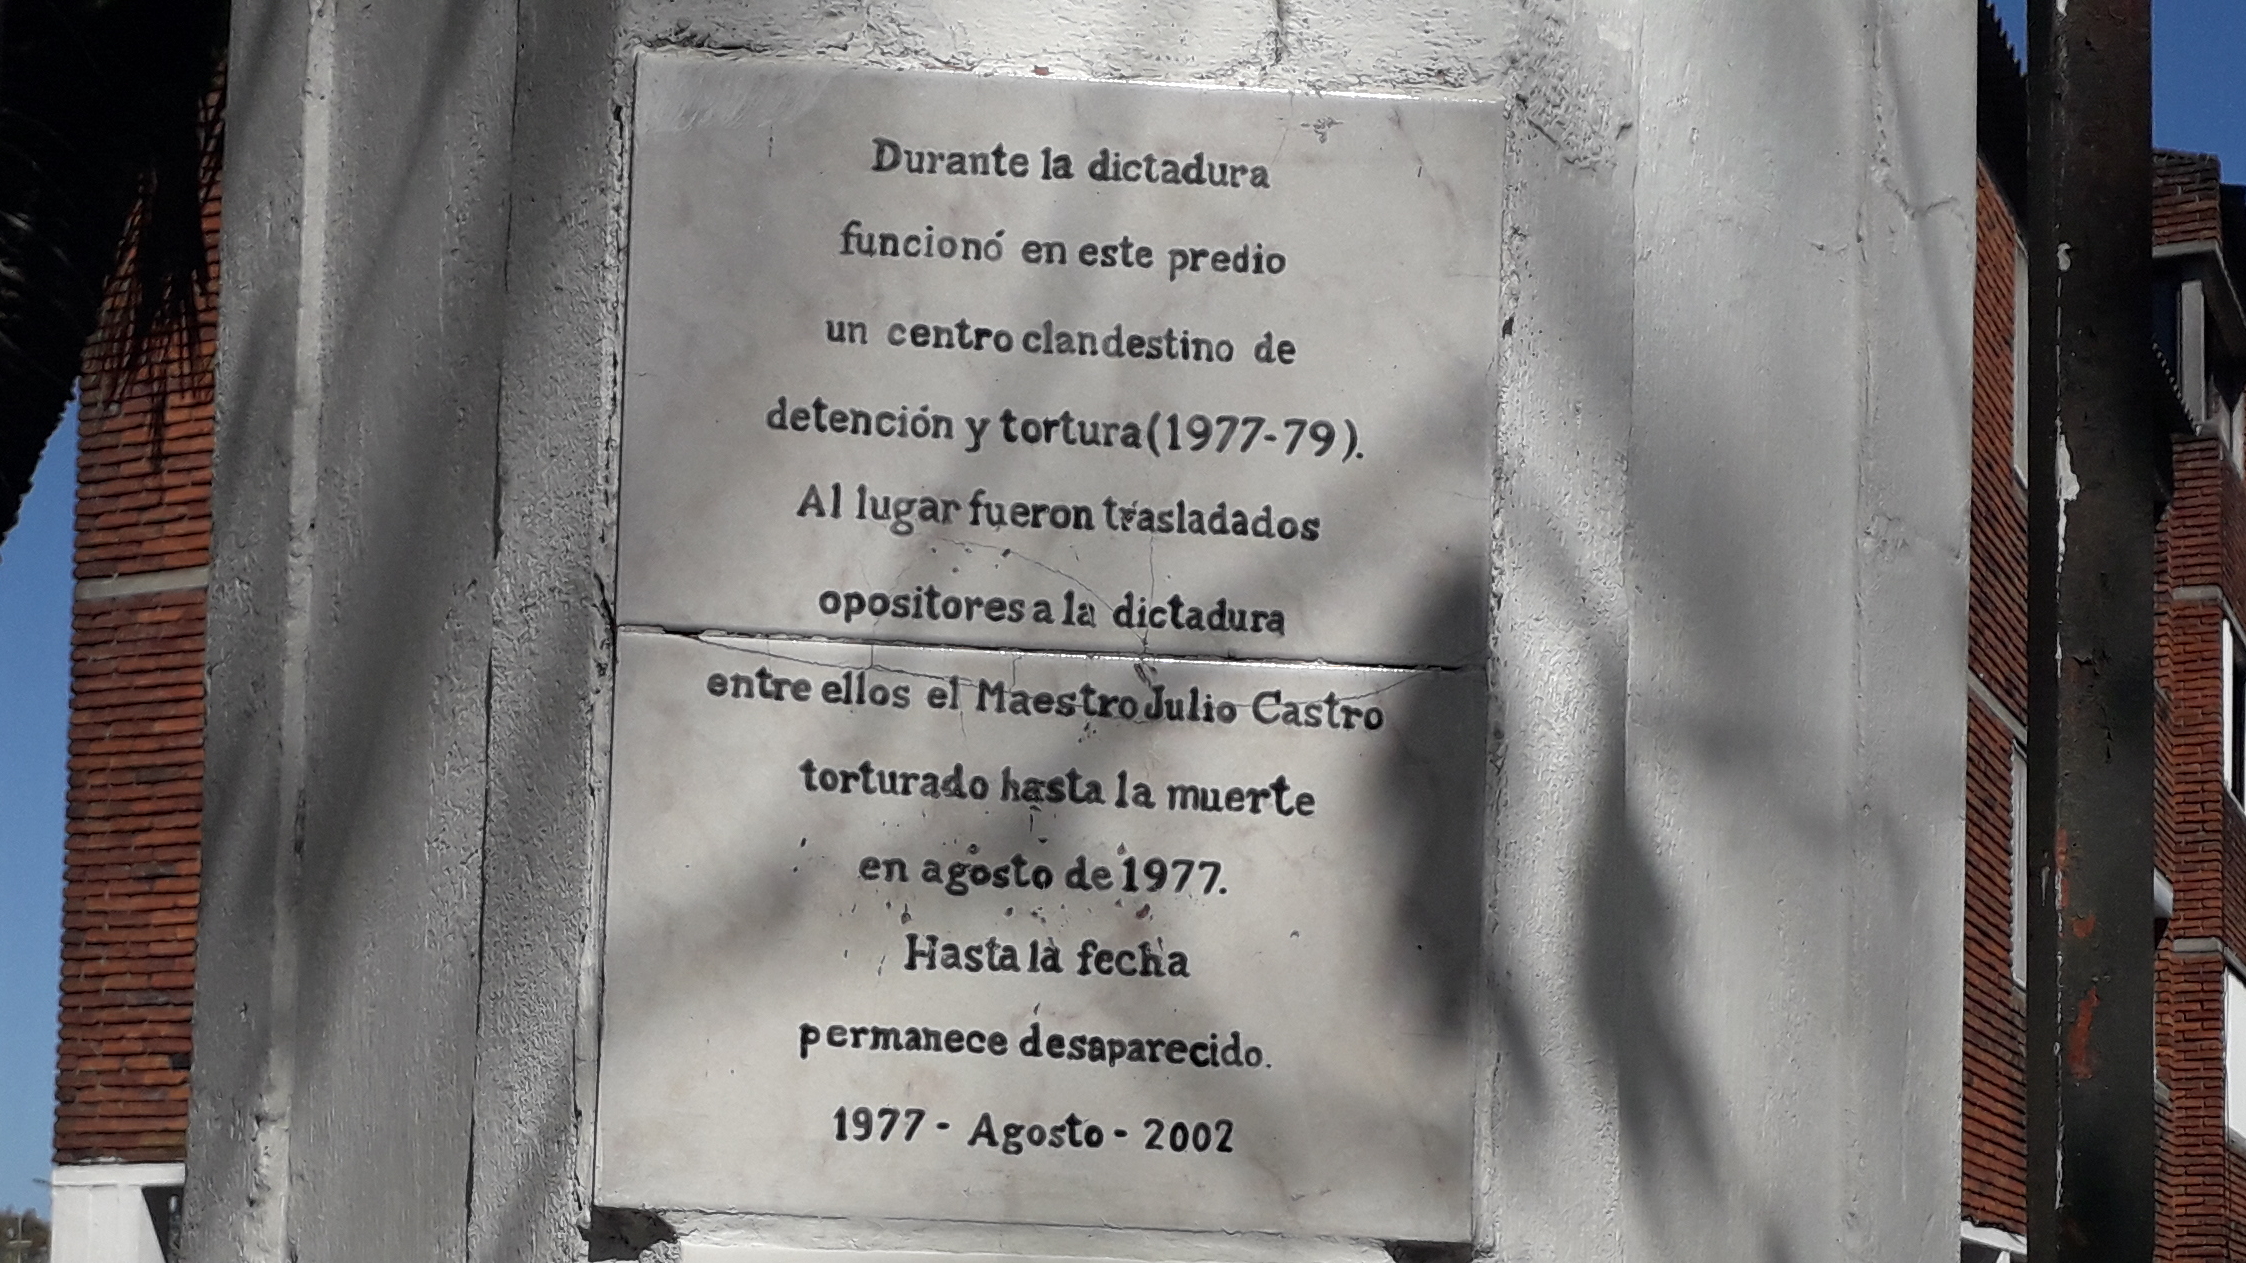 Durante la dictadura
funcionó en este predio
un centro clandestino de
detención y tortura (1977-79).
Al lugar fueron trasladados
opositores a la dictadura
entre ellos el Maestro Julio Castro
torturado hasta la muerte
en agosto de 1977.
Hasta la fecha
permanece desaparecido.
1977 - Agosto - 2002